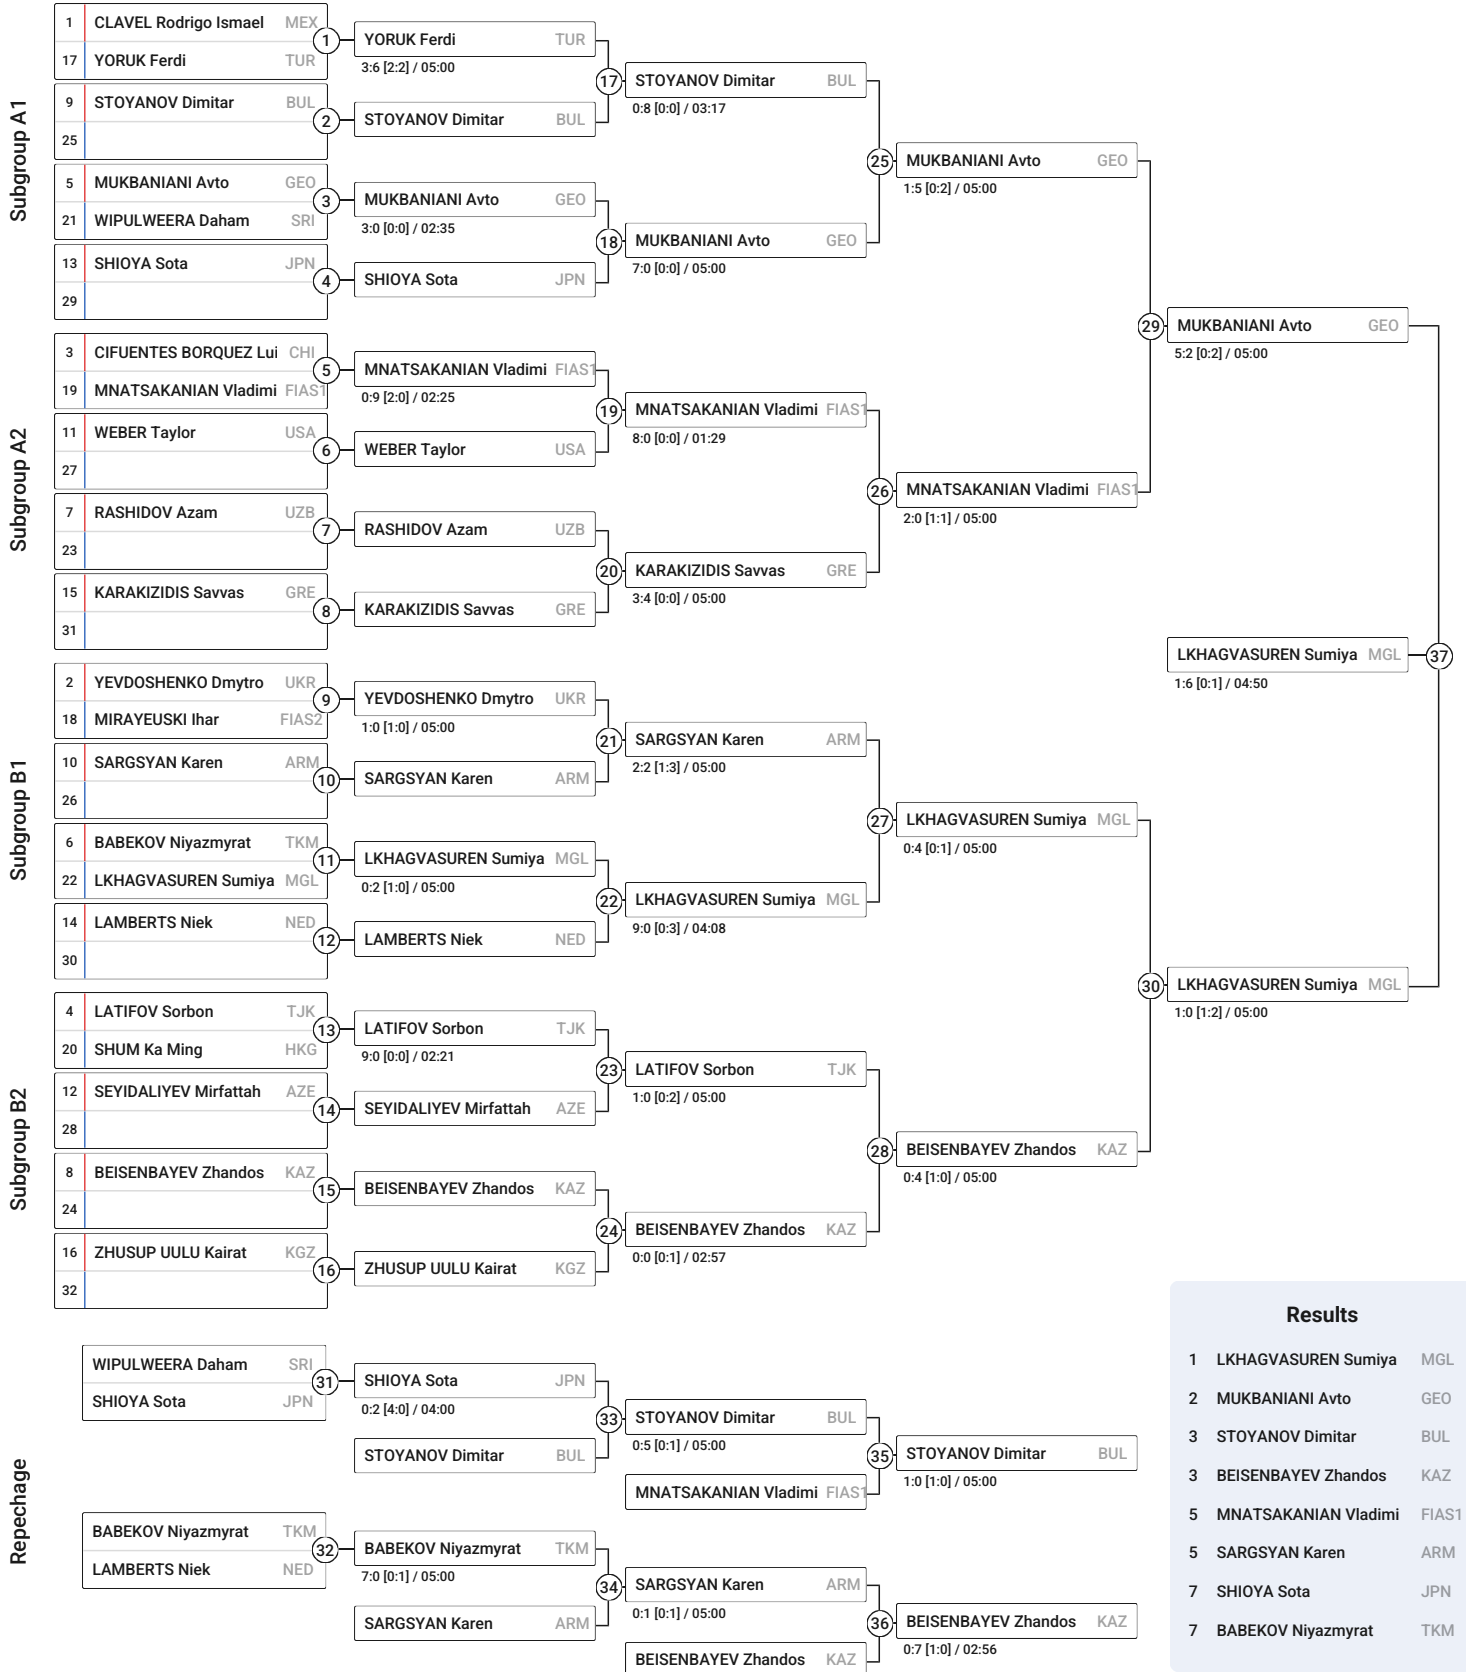 Subgroup A1
1 CLAVEL Rodrigo Ismael MEX
17 YORUK Ferdi TUR
1
YORUK Ferdi TUR
3:6 [2:2] / 05:00
9 STOYANOV Dimitar BUL
25
2
STOYANOV Dimitar BUL
17
STOYANOV Dimitar BUL
0:8 [0:0] / 03:17
5 MUKBANIANI Avto GEO
21 WIPULWEERA Daham SRI
3
MUKBANIANI Avto GEO
3:0 [0:0] / 02:35
13 SHIOYA Sota JPN
29
4
SHIOYA Sota JPN
18
MUKBANIANI Avto GEO
7:0 [0:0] / 05:00
25
MUKBANIANI Avto GEO
1:5 [0:2] / 05:00
Subgroup A2
3 CIFUENTES BORQUEZ Lui CHI
19 MNATSAKANIAN Vladimi FIAS1
5
MNATSAKANIAN Vladimi FIAS1
0:9 [2:0] / 02:25
11 WEBER Taylor USA
27
6
WEBER Taylor USA
19
MNATSAKANIAN Vladimi FIAS1
8:0 [0:0] / 01:29
7 RASHIDOV Azam UZB
23
7
RASHIDOV Azam UZB
15 KARAKIZIDIS Savvas GRE
31
8
KARAKIZIDIS Savvas GRE
20
KARAKIZIDIS Savvas GRE
3:4 [0:0] / 05:00
26
MNATSAKANIAN Vladimi FIAS1
2:0 [1:1] / 05:00
29
MUKBANIANI Avto GEO
5:2 [0:2] / 05:00
Subgroup B1
2 YEVDOSHENKO Dmytro UKR
18 MIRAYEUSKI Ihar FIAS2
9
YEVDOSHENKO Dmytro UKR
1:0 [1:0] / 05:00
10 SARGSYAN Karen ARM
26
10
SARGSYAN Karen ARM
21
SARGSYAN Karen ARM
2:2 [1:3] / 05:00
6 BABEKOV Niyazmyrat TKM
22 LKHAGVASUREN Sumiya MGL
11
LKHAGVASUREN Sumiya MGL
0:2 [1:0] / 05:00
14 LAMBERTS Niek NED
30
12
LAMBERTS Niek NED
22
LKHAGVASUREN Sumiya MGL
9:0 [0:3] / 04:08
27
LKHAGVASUREN Sumiya MGL
0:4 [0:1] / 05:00
Subgroup B2
4 LATIFOV Sorbon TJK
20 SHUM Ka Ming HKG
13
LATIFOV Sorbon TJK
9:0 [0:0] / 02:21
12 SEYIDALIYEV Mirfattah AZE
28
14
SEYIDALIYEV Mirfattah AZE
23
LATIFOV Sorbon TJK
1:0 [0:2] / 05:00
8 BEISENBAYEV Zhandos KAZ
24
15
BEISENBAYEV Zhandos KAZ
16 ZHUSUP UULU Kairat KGZ
32
16
ZHUSUP UULU Kairat KGZ
24
BEISENBAYEV Zhandos KAZ
0:0 [0:1] / 02:57
28
BEISENBAYEV Zhandos KAZ
0:4 [1:0] / 05:00
30
LKHAGVASUREN Sumiya MGL
1:0 [1:2] / 05:00
LKHAGVASUREN Sumiya MGL
37
1:6 [0:1] / 04:50
Repechage
WIPULWEERA Daham SRI
SHIOYA Sota JPN
31
SHIOYA Sota JPN
0:2 [4:0] / 04:00
STOYANOV Dimitar BUL
33
STOYANOV Dimitar BUL
0:5 [0:1] / 05:00
MNATSAKANIAN Vladimi FIAS1
35
STOYANOV Dimitar BUL
1:0 [1:0] / 05:00
BABEKOV Niyazmyrat TKM
LAMBERTS Niek NED
32
BABEKOV Niyazmyrat TKM
7:0 [0:1] / 05:00
SARGSYAN Karen ARM
34
SARGSYAN Karen ARM
0:1 [0:1] / 05:00
BEISENBAYEV Zhandos KAZ
36
BEISENBAYEV Zhandos KAZ
0:7 [1:0] / 02:56
Results
1 LKHAGVASUREN Sumiya MGL
2 MUKBANIANI Avto GEO
3 STOYANOV Dimitar BUL
3 BEISENBAYEV Zhandos KAZ
5 MNATSAKANIAN Vladimi FIAS1
5 SARGSYAN Karen ARM
7 SHIOYA Sota JPN
7 BABEKOV Niyazmyrat TKM